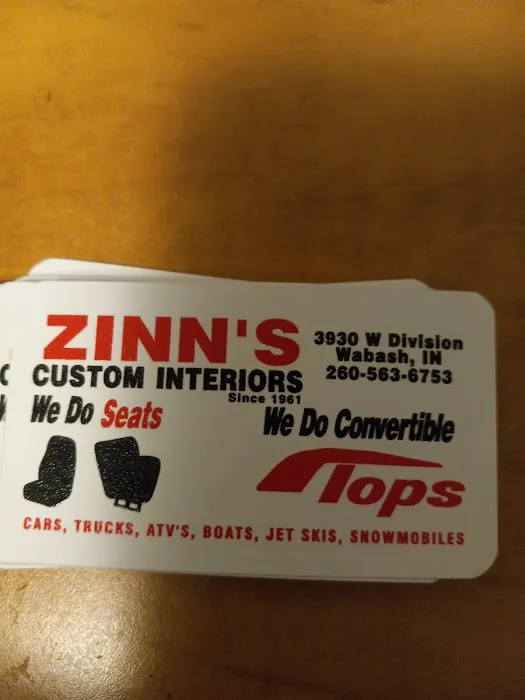 ZINN'S
CUSTOM INTERIORS
Since 1961
3930 W Division
Wabash, IN
260-563-6753
We Do Seats
We Do Convertible
Tops
CARS, TRUCKS, ATV'S, BOATS, JET SKIS, SNOWMOBILES